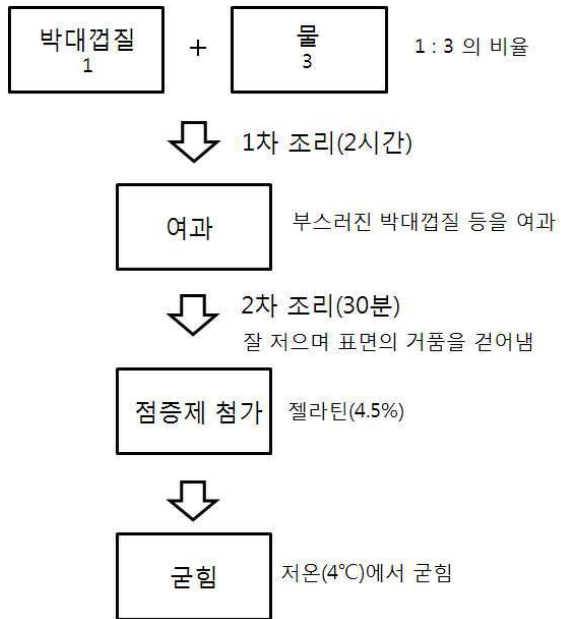 박대껍질 + 물 1 : 3 의 비율
1 3
1차 조리(2시간)
여과 부스러진 박대껍질 등을 여과
2차 조리(30분)
잘 저으며 표면의 거품을 걷어냄
점증제 첨가 젤라틴(4.5%)
굳힘 저온(4℃)에서 굳힘